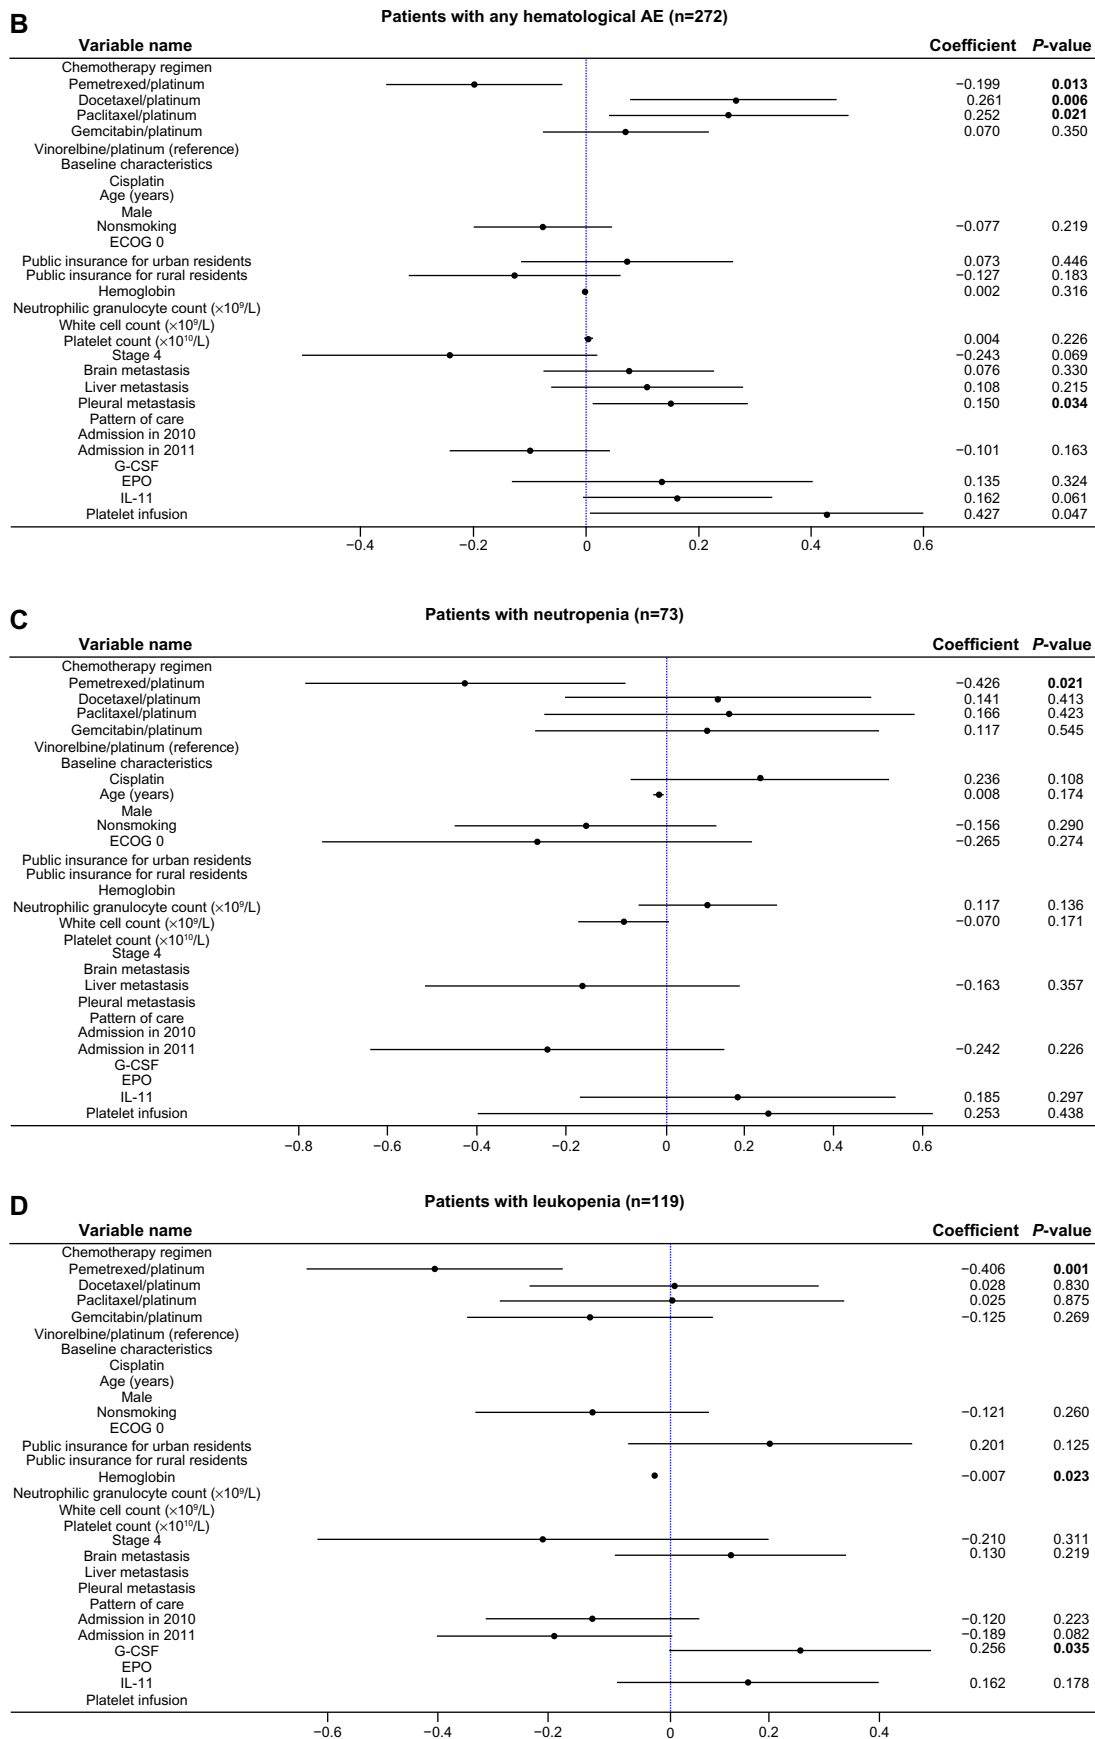 B
Patients with any hematological AE (n=272)
Variable name Coefficient P-value
Chemotherapy regimen
Pemetrexed/platinum −0.199 0.013
Docetaxel/platinum 0.261 0.006
Paclitaxel/platinum 0.252 0.021
Gemcitabin/platinum 0.070 0.350
Vinorelbine/platinum (reference)
Baseline characteristics
Cisplatin
Age (years)
Male
Nonsmoking −0.077 0.219
ECOG 0
Public insurance for urban residents 0.073 0.446
Public insurance for rural residents −0.127 0.183
Hemoglobin 0.002 0.316
Neutrophilic granulocyte count (×10⁹/L)
White cell count (×10⁹/L)
Platelet count (×10¹⁰/L) 0.004 0.226
Stage 4 −0.243 0.069
Brain metastasis 0.076 0.330
Liver metastasis 0.108 0.215
Pleural metastasis 0.150 0.034
Pattern of care
Admission in 2010
Admission in 2011 −0.101 0.163
G-CSF
EPO 0.135 0.324
IL-11 0.162 0.061
Platelet infusion 0.427 0.047
−0.4 −0.2 0 0.2 0.4 0.6
C
Patients with neutropenia (n=73)
Variable name Coefficient P-value
Chemotherapy regimen
Pemetrexed/platinum −0.426 0.021
Docetaxel/platinum 0.141 0.413
Paclitaxel/platinum 0.166 0.423
Gemcitabin/platinum 0.117 0.545
Vinorelbine/platinum (reference)
Baseline characteristics
Cisplatin 0.236 0.108
Age (years) 0.008 0.174
Male
Nonsmoking −0.156 0.290
ECOG 0 −0.265 0.274
Public insurance for urban residents
Public insurance for rural residents
Hemoglobin
Neutrophilic granulocyte count (×10⁹/L) 0.117 0.136
White cell count (×10⁹/L) −0.070 0.171
Platelet count (×10¹⁰/L)
Stage 4
Brain metastasis
Liver metastasis −0.163 0.357
Pleural metastasis
Pattern of care
Admission in 2010
Admission in 2011 −0.242 0.226
G-CSF
EPO
IL-11 0.185 0.297
Platelet infusion 0.253 0.438
−0.8 −0.6 −0.4 −0.2 0 0.2 0.4 0.6
D
Patients with leukopenia (n=119)
Variable name Coefficient P-value
Chemotherapy regimen
Pemetrexed/platinum −0.406 0.001
Docetaxel/platinum 0.028 0.830
Paclitaxel/platinum 0.025 0.875
Gemcitabin/platinum −0.125 0.269
Vinorelbine/platinum (reference)
Baseline characteristics
Cisplatin
Age (years)
Male
Nonsmoking −0.121 0.260
ECOG 0
Public insurance for urban residents 0.201 0.125
Public insurance for rural residents
Hemoglobin −0.007 0.023
Neutrophilic granulocyte count (×10⁹/L)
White cell count (×10⁹/L)
Platelet count (×10¹⁰/L)
Stage 4 −0.210 0.311
Brain metastasis 0.130 0.219
Liver metastasis
Pleural metastasis
Pattern of care
Admission in 2010 −0.120 0.223
Admission in 2011 −0.189 0.082
G-CSF 0.256 0.035
EPO
IL-11 0.162 0.178
Platelet infusion
−0.6 −0.4 −0.2 0 0.2 0.4